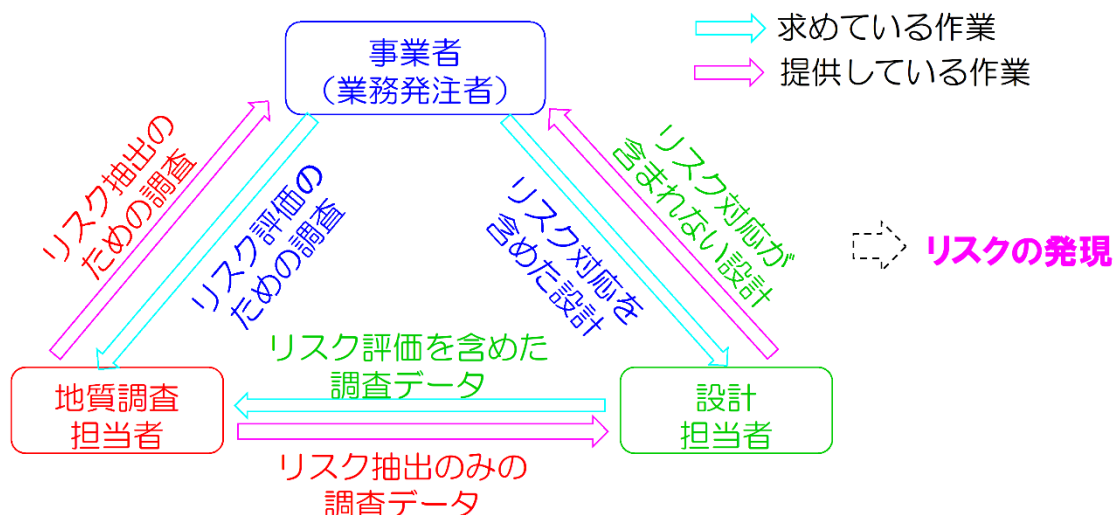 事業者
(業務発注者)
求めている作業
提供している作業
リスク抽出の
ための調査
リスク評価の
ための調査
リスク対応を
含めた設計
リスク対応が
含まれない設計
リスクの発現
リスク評価を含めた
調査データ
地質調査
担当者
設計
担当者
リスク抽出のみの
調査データ